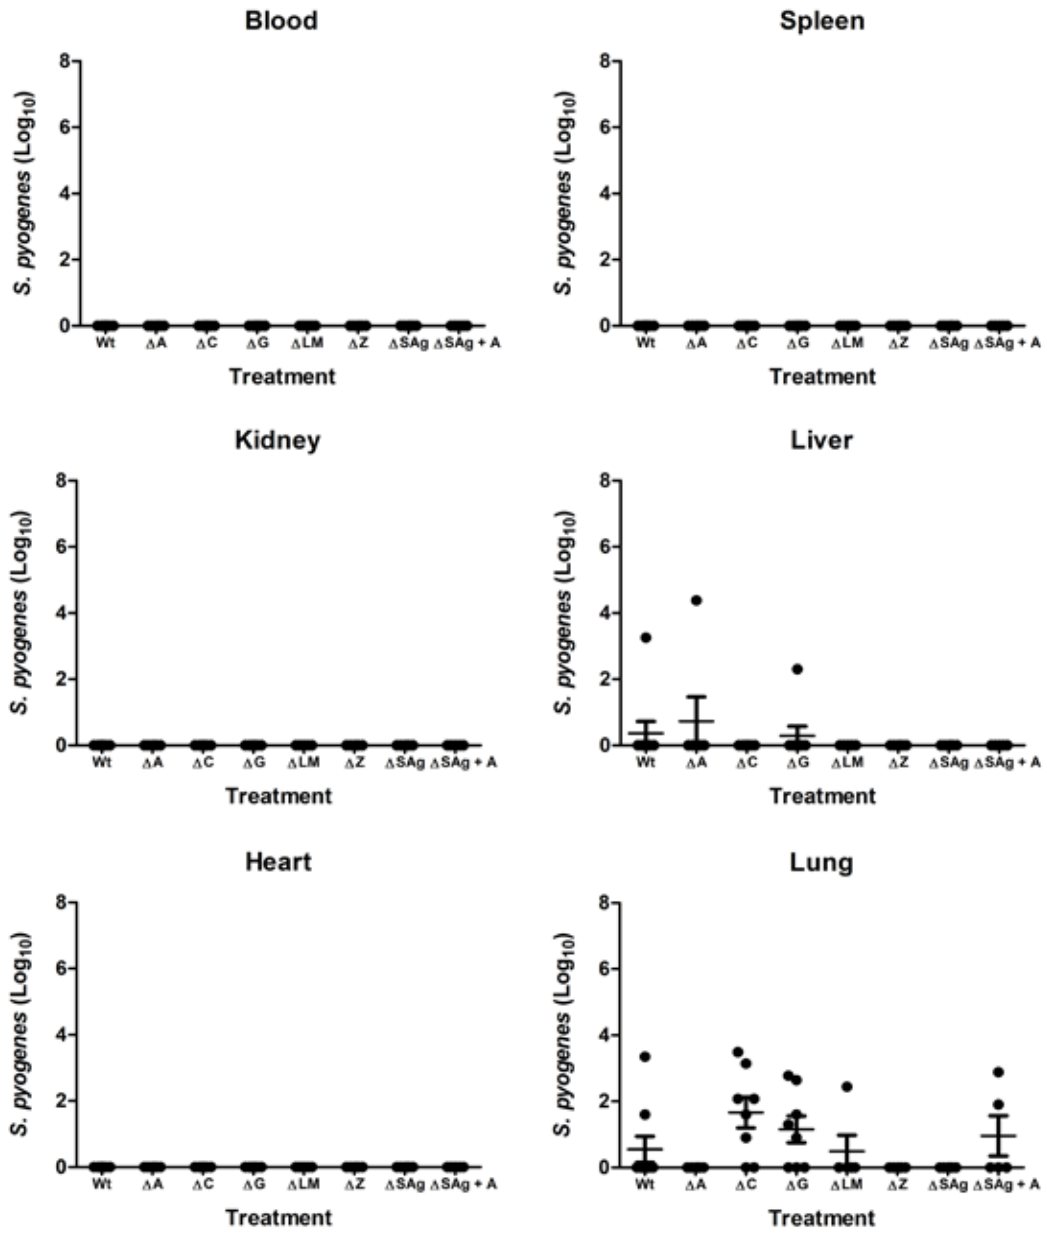 Blood
S. pyogenes (Log10)
8
6
4
2
0
Wt ΔA ΔC ΔG ΔLM ΔZ ΔSAg ΔSAg + A
Treatment
Spleen
S. pyogenes (Log10)
8
6
4
2
0
Wt ΔA ΔC ΔG ΔLM ΔZ ΔSAg ΔSAg + A
Treatment
Kidney
S. pyogenes (Log10)
8
6
4
2
0
Wt ΔA ΔC ΔG ΔLM ΔZ ΔSAg ΔSAg + A
Treatment
Liver
S. pyogenes (Log10)
8
6
4
2
0
Wt ΔA ΔC ΔG ΔLM ΔZ ΔSAg ΔSAg + A
Treatment
Heart
S. pyogenes (Log10)
8
6
4
2
0
Wt ΔA ΔC ΔG ΔLM ΔZ ΔSAg ΔSAg + A
Treatment
Lung
S. pyogenes (Log10)
8
6
4
2
0
Wt ΔA ΔC ΔG ΔLM ΔZ ΔSAg ΔSAg + A
Treatment